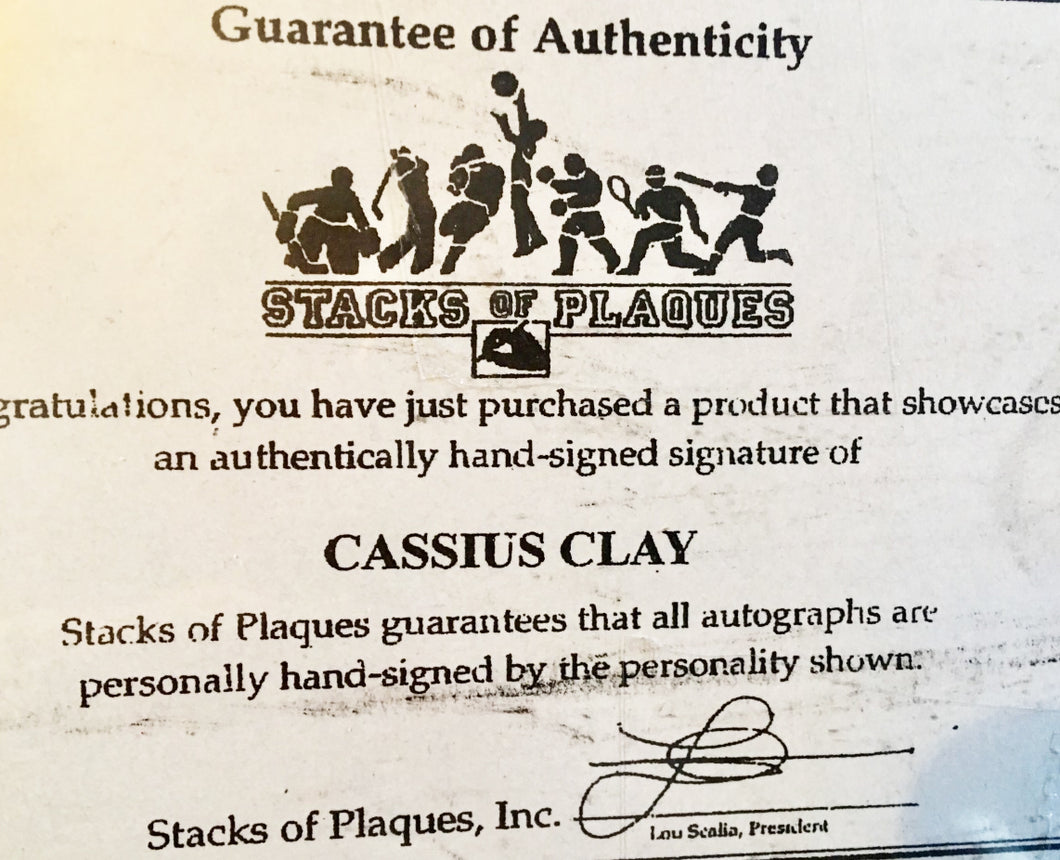 Guarantee of Authenticity
STACKS OF PLAQUES
gratulations, you have just purchased a product that showcases
an authentically hand-signed signature of
CASSIUS CLAY
Stacks of Plaques guarantees that all autographs are
personally hand-signed by the personality shown.
Stacks of Plaques, Inc.
Lou Scalia, President